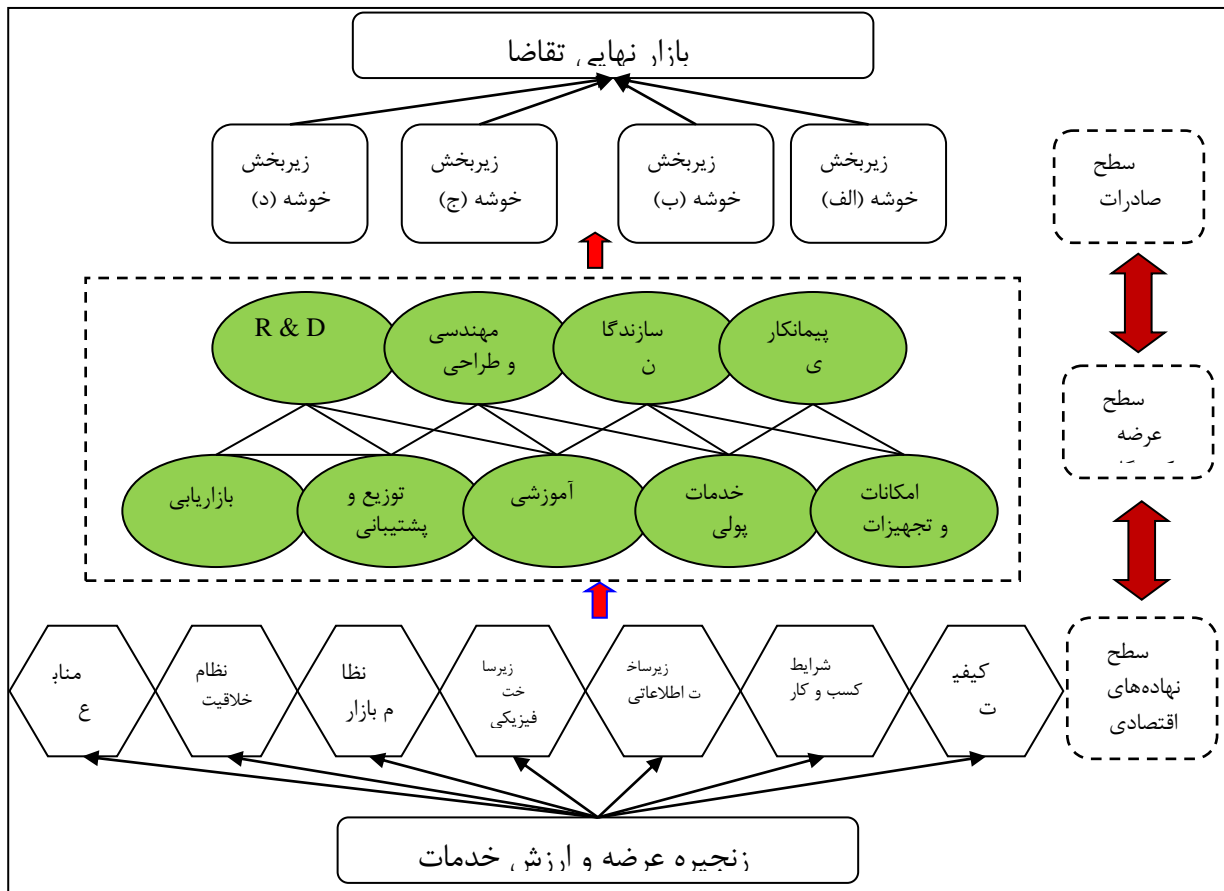 بازار نهایی تقاضا
زیربخش
خوشه (الف)
زیربخش
خوشه (ب)
زیربخش
خوشه (ج)
زیربخش
خوشه (د)
سطح
صادرات
پیمانکار
ی
سازندگا
ن
مهندسی
و طراحی
R & D
سطح
عرضه
امکانات
و تجهیزات
خدمات
پولی
آموزشی
توزیع و
پشتیبانی
بازاریابی
سطح
نهاده‌های
اقتصادی
کیفی
ت
شرایط
کسب و کار
زیرساخ
ت اطلاعاتی
زیرسا
خت
فیزیکی
نظا
م بازار
نظام
خلاقیت
مناب
ع
زنجیره عرضه و ارزش خدمات